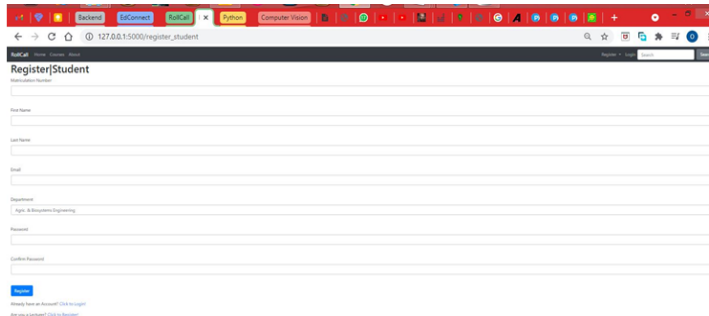 Backend EdConnect RollCall Python Computer Vision
127.0.0.1:5000/register_student
RollCall Home Courses About Register Login Search
Register|Student
Matriculation Number
First Name
Last Name
Email
Department
Agric. & Biosystems Engineering
Password
Confirm Password
Register
Already have an Account? Click to Login!
Are you a Lecturer? Click to Register!